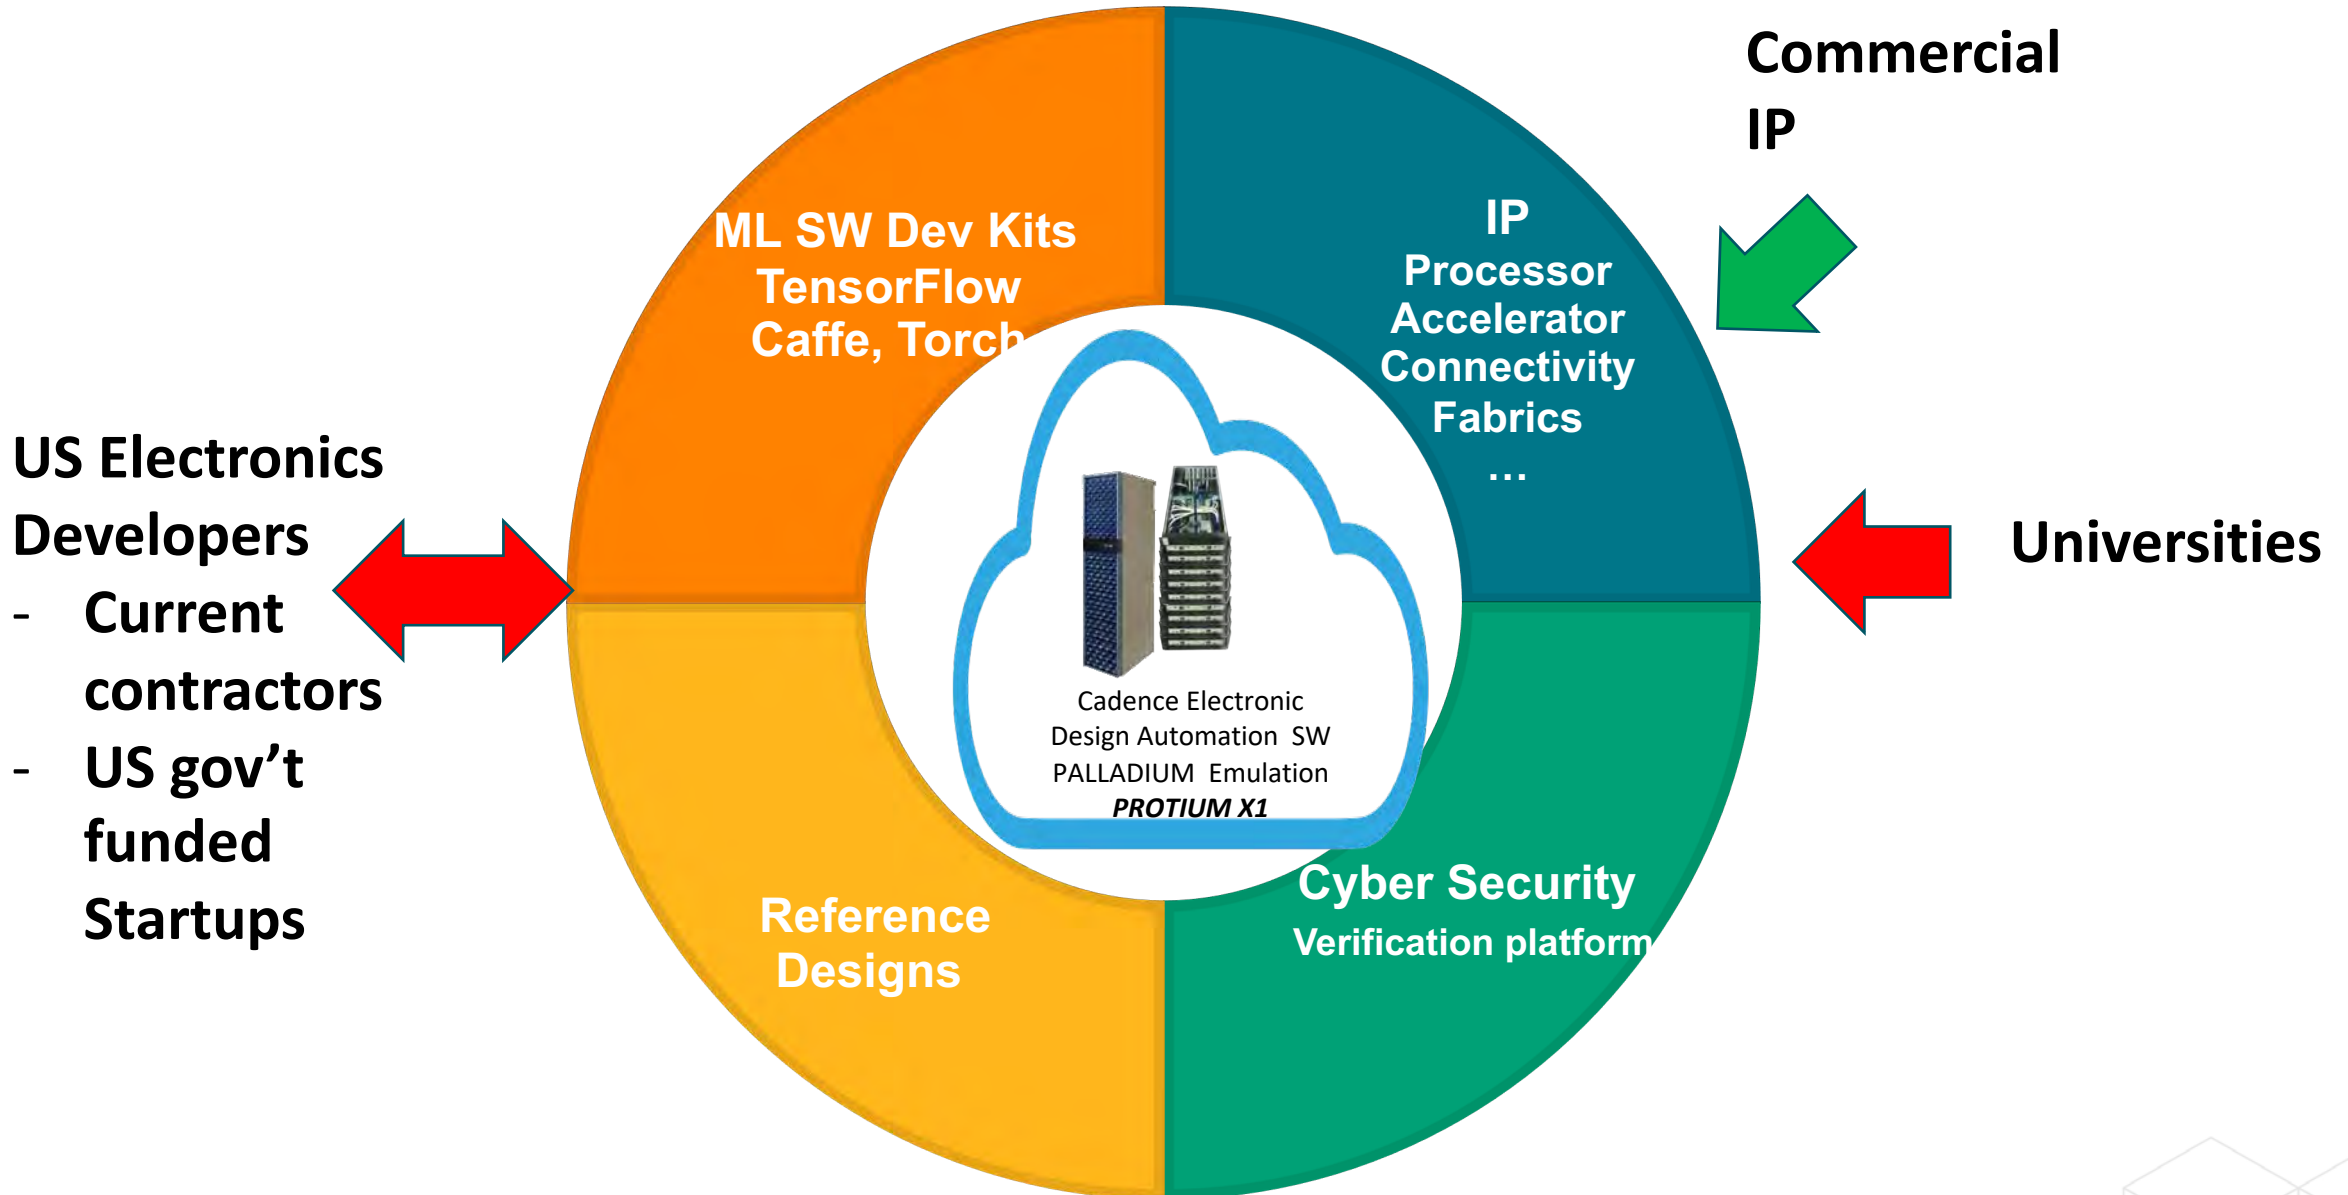 Commercial
IP
ML SW Dev Kits
TensorFlow
Caffe, Torch
IP
Processor
Accelerator
Connectivity
Fabrics
...
US Electronics
Developers
- Current
contractors
- US gov’t
funded
Startups
Universities
Cadence Electronic
Design Automation SW
PALLADIUM Emulation
PROTIUM X1
Reference
Designs
Cyber Security
Verification platform